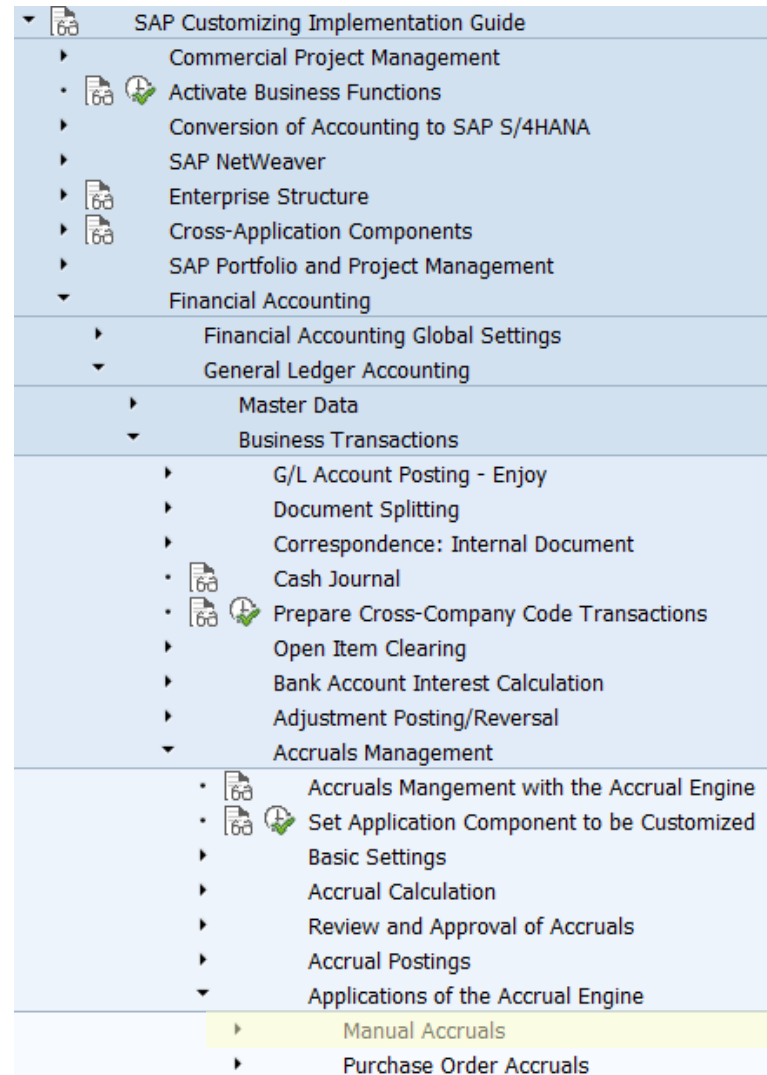 SAP Customizing Implementation Guide
Commercial Project Management
Activate Business Functions
Conversion of Accounting to SAP S/4HANA
SAP NetWeaver
Enterprise Structure
Cross-Application Components
SAP Portfolio and Project Management
Financial Accounting
Financial Accounting Global Settings
General Ledger Accounting
Master Data
Business Transactions
G/L Account Posting - Enjoy
Document Splitting
Correspondence: Internal Document
Cash Journal
Prepare Cross-Company Code Transactions
Open Item Clearing
Bank Account Interest Calculation
Adjustment Posting/Reversal
Accruals Management
Accruals Mangement with the Accrual Engine
Set Application Component to be Customized
Basic Settings
Accrual Calculation
Review and Approval of Accruals
Accrual Postings
Applications of the Accrual Engine
Manual Accruals
Purchase Order Accruals